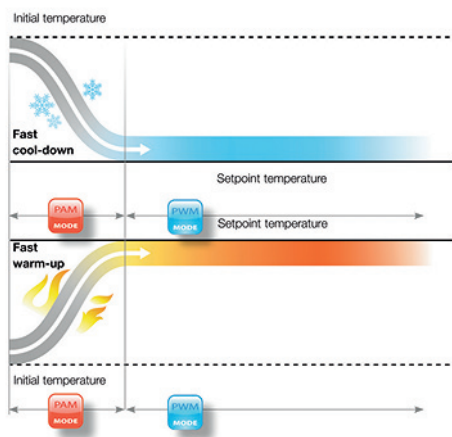 Initial temperature
Fast
cool-down
Setpoint temperature
PAM
MODE
PWM
MODE
Setpoint temperature
Fast
warm-up
Initial temperature
PAM
MODE
PWM
MODE